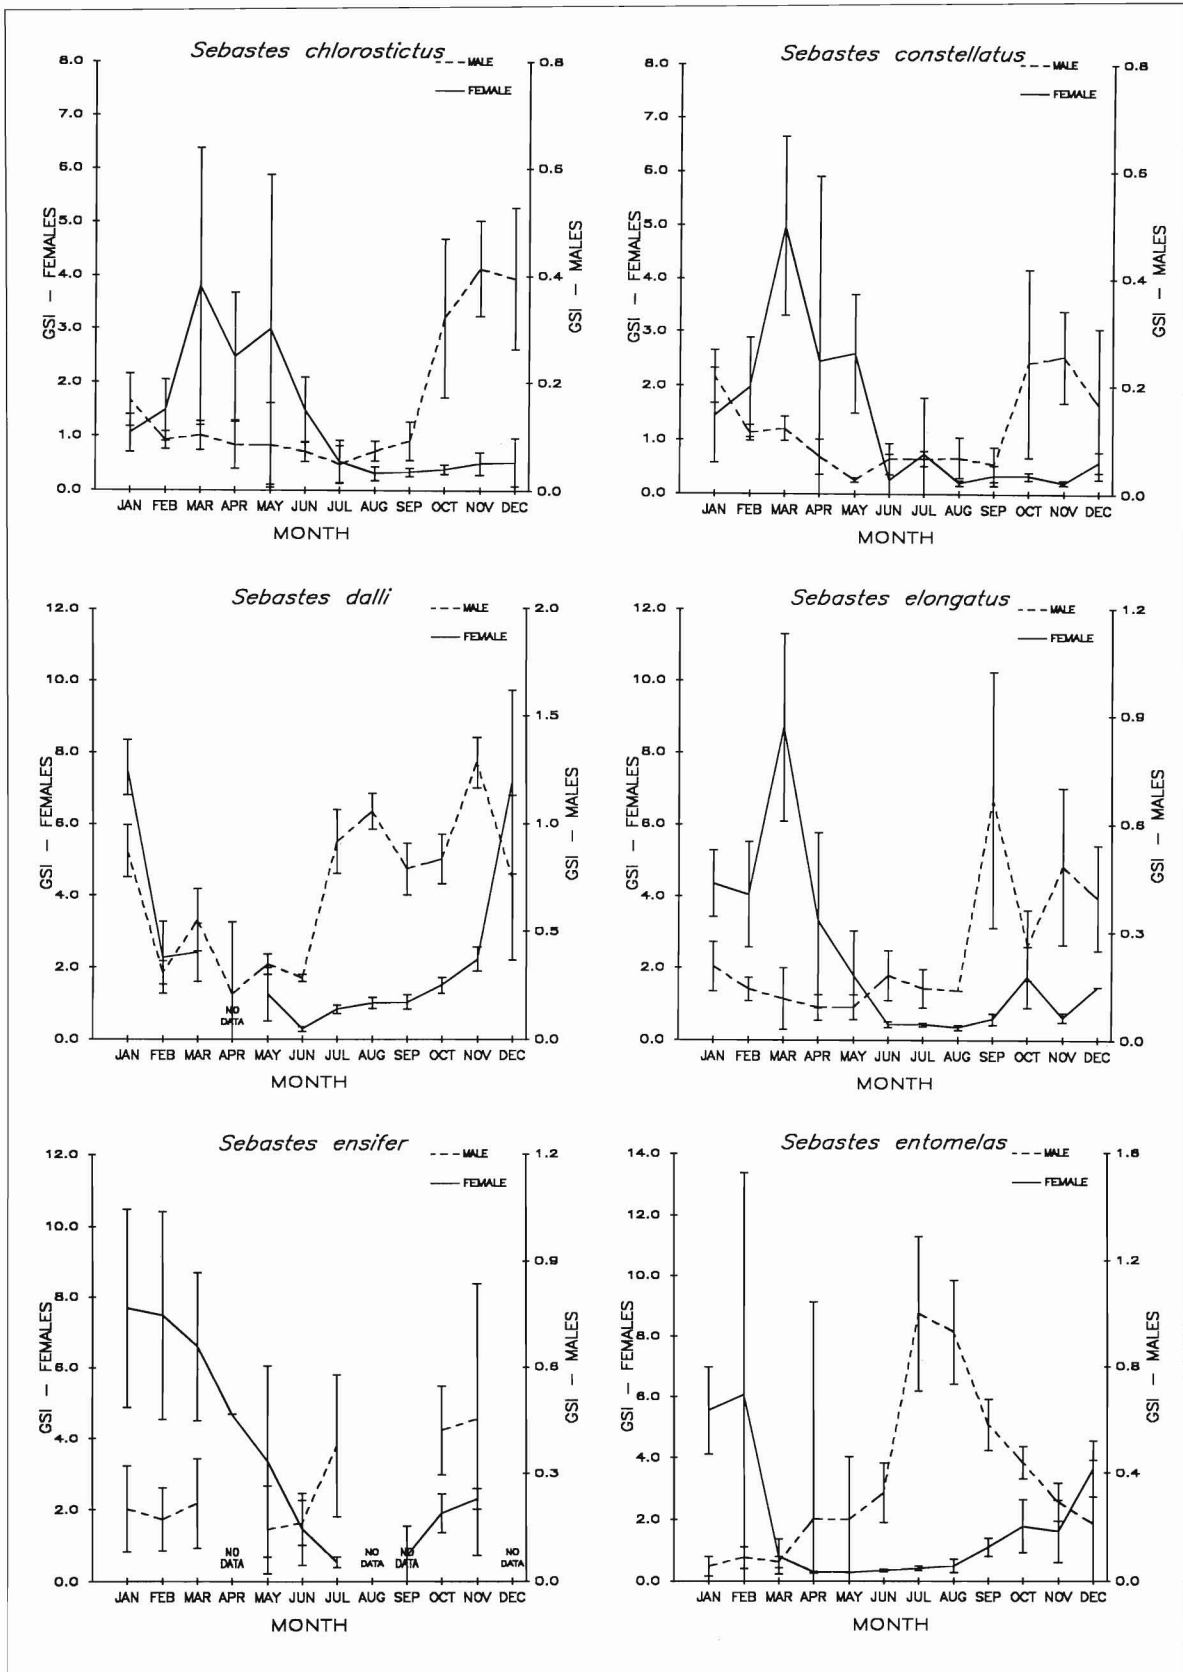 Sebastes chlorostictus
--- MALE
— FEMALE
8.0
7.0
6.0
5.0
4.0
3.0
2.0
1.0
0.0
GSI — FEMALES
0.8
0.6
0.4
0.2
0.0
GSI — MALES
JAN FEB MAR APR MAY JUN JUL AUG SEP OCT NOV DEC
MONTH
Sebastes constellatus
--- MALE
— FEMALE
8.0
7.0
6.0
5.0
4.0
3.0
2.0
1.0
0.0
GSI — FEMALES
0.8
0.6
0.4
0.2
0.0
GSI — MALES
JAN FEB MAR APR MAY JUN JUL AUG SEP OCT NOV DEC
MONTH
Sebastes dalli
--- MALE
— FEMALE
12.0
10.0
8.0
6.0
4.0
2.0
0.0
GSI — FEMALES
2.0
1.5
1.0
0.5
0.0
GSI — MALES
NO
DATA
JAN FEB MAR APR MAY JUN JUL AUG SEP OCT NOV DEC
MONTH
Sebastes elongatus
--- MALE
— FEMALE
12.0
10.0
8.0
6.0
4.0
2.0
0.0
GSI — FEMALES
1.2
0.9
0.6
0.3
0.0
GSI — MALES
JAN FEB MAR APR MAY JUN JUL AUG SEP OCT NOV DEC
MONTH
Sebastes ensifer
--- MALE
— FEMALE
12.0
10.0
8.0
6.0
4.0
2.0
0.0
GSI — FEMALES
1.2
0.9
0.6
0.3
0.0
GSI — MALES
NO NO NO NO
DATA DATA DATA DATA
JAN FEB MAR APR MAY JUN JUL AUG SEP OCT NOV DEC
MONTH
Sebastes entomelas
--- MALE
— FEMALE
14.0
12.0
10.0
8.0
6.0
4.0
2.0
0.0
GSI — FEMALES
1.6
1.2
0.8
0.4
0.0
GSI — MALES
JAN FEB MAR APR MAY JUN JUL AUG SEP OCT NOV DEC
MONTH